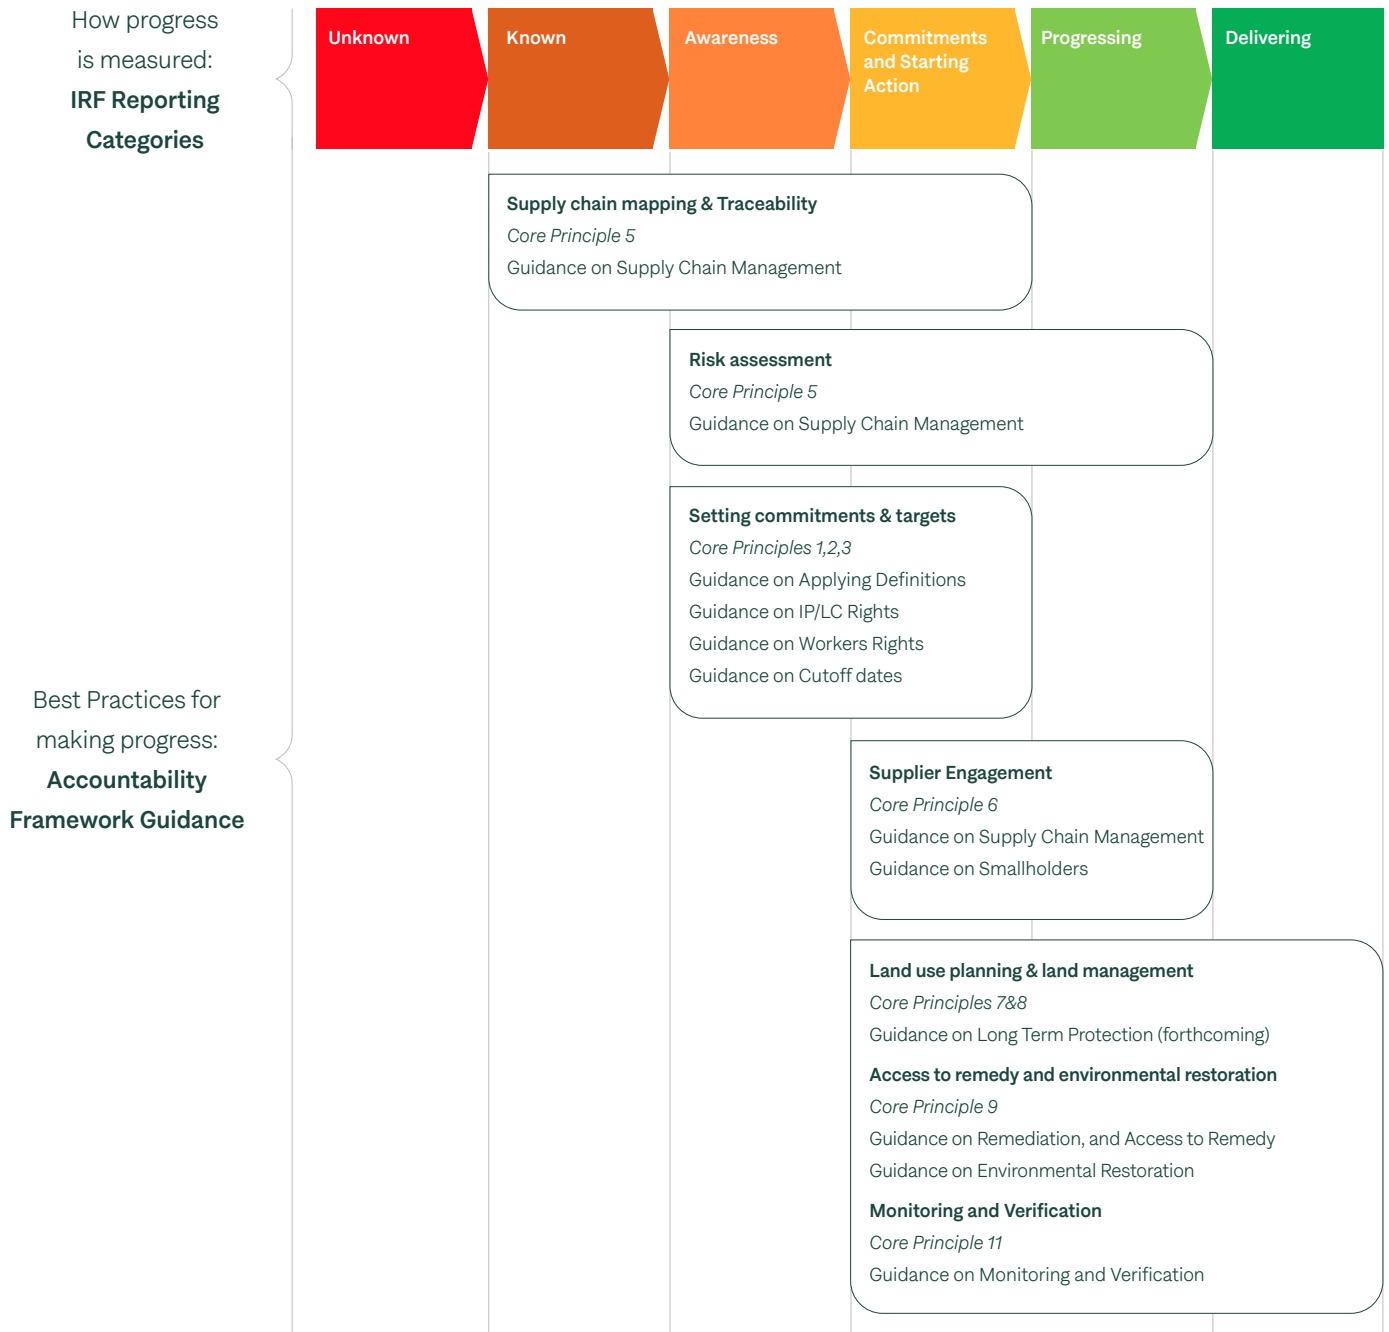 How progress
is measured:
IRF Reporting
Categories
Unknown
Known
Awareness
Commitments
and Starting
Action
Progressing
Delivering
Supply chain mapping & Traceability
Core Principle 5
Guidance on Supply Chain Management
Risk assessment
Core Principle 5
Guidance on Supply Chain Management
Setting commitments & targets
Core Principles 1,2,3
Guidance on Applying Definitions
Guidance on IP/LC Rights
Guidance on Workers Rights
Guidance on Cutoff dates
Best Practices for
making progress:
Accountability
Framework Guidance
Supplier Engagement
Core Principle 6
Guidance on Supply Chain Management
Guidance on Smallholders
Land use planning & land management
Core Principles 7&8
Guidance on Long Term Protection (forthcoming)
Access to remedy and environmental restoration
Core Principle 9
Guidance on Remediation, and Access to Remedy
Guidance on Environmental Restoration
Monitoring and Verification
Core Principle 11
Guidance on Monitoring and Verification